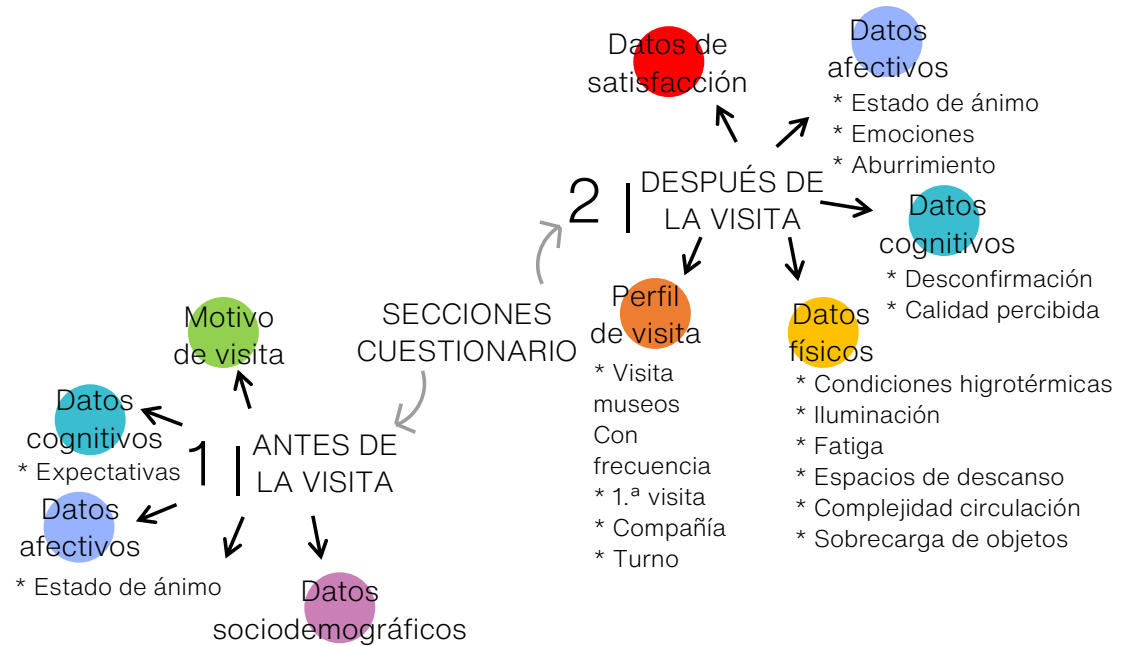 SECCIONES
CUESTIONARIO
1
ANTES DE
LA VISITA
Motivo
de visita
Datos
cognitivos
* Expectativas
Datos
afectivos
* Estado de ánimo
Datos
sociodemográficos
2
DESPUÉS DE
LA VISITA
Datos de
satisfacción
Datos
afectivos
* Estado de ánimo
* Emociones
* Aburrimiento
Datos
cognitivos
* Desconfirmación
* Calidad percibida
Perfil
de visita
* Visita
museos
Con
frecuencia
* 1.ª visita
* Compañía
* Turno
Datos
físicos
* Condiciones higrotérmicas
* Iluminación
* Fatiga
* Espacios de descanso
* Complejidad circulación
* Sobrecarga de objetos